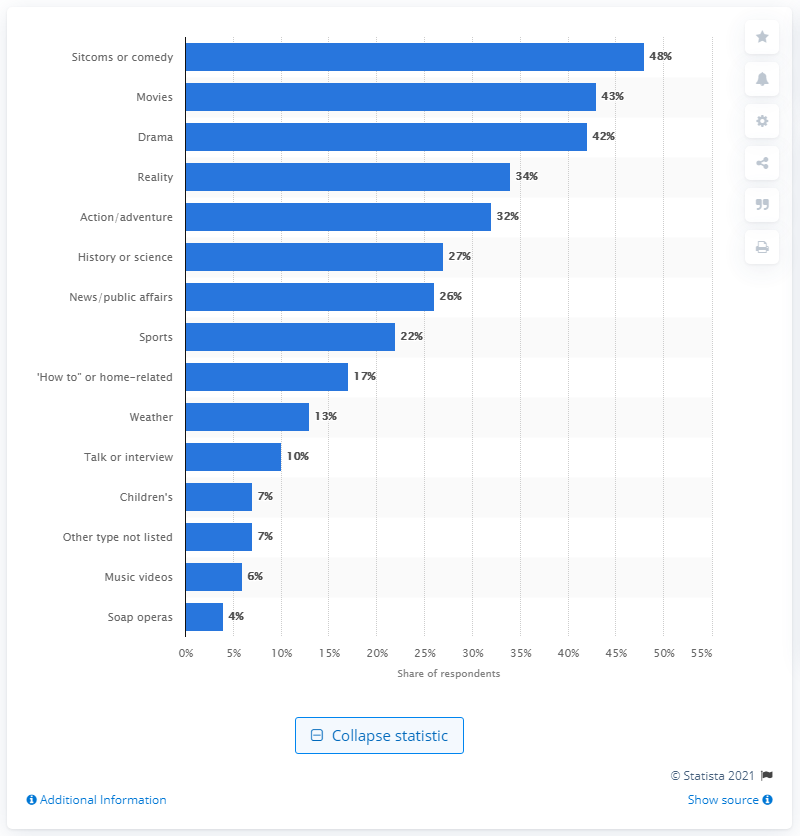 Sitcoms or comedy 48%
Movies 43%
Drama 42%
Reality 34%
Action/adventure 32%
History or science 27%
News/public affairs 26%
Sports 22%
'How to” or home-related 17%
Weather 13%
Talk or interview 10%
Children's 7%
Other type not listed 7%
Music videos 6%
Soap operas 4%
0% 5% 10% 15% 20% 25% 30% 35% 40% 45% 50% 55%
Share of respondents
Collapse statistic
© Statista 2021
Additional Information Show source